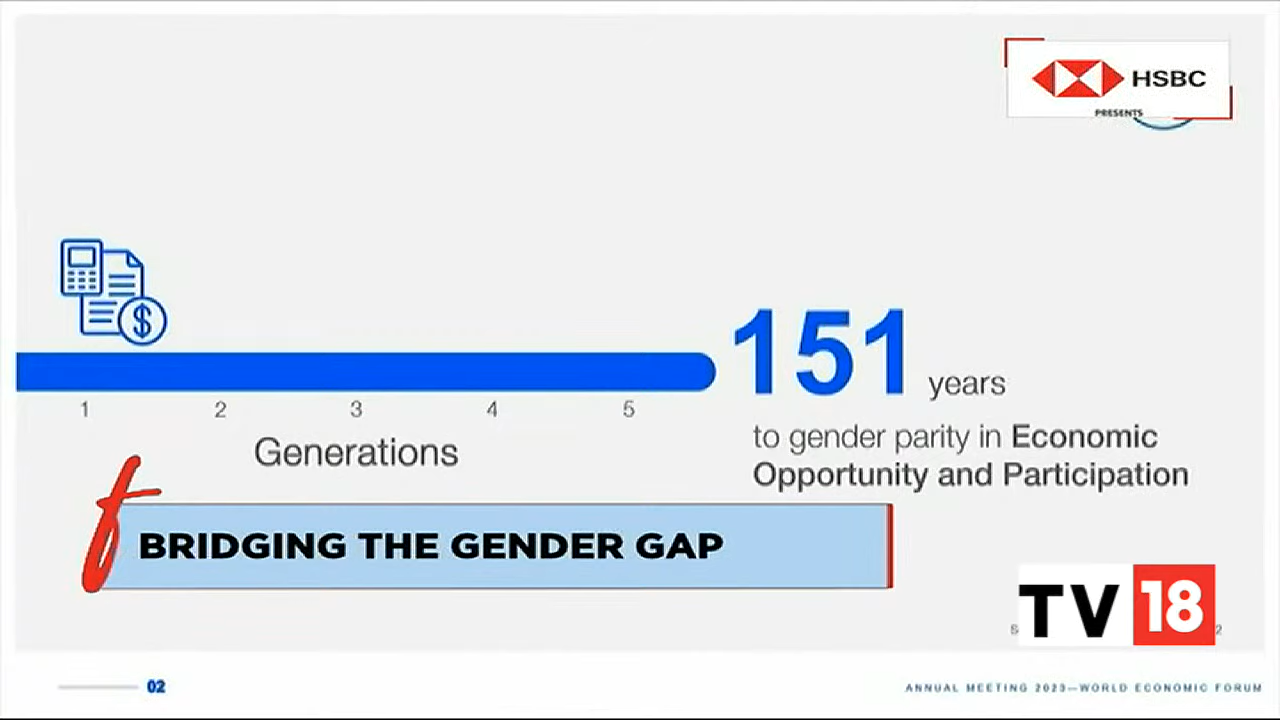 HSBC
PRESENTS
151 years
1 2 3 4 5
Generations
to gender parity in Economic
Opportunity and Participation
BRIDGING THE GENDER GAP
TV18
02
ANNUAL MEETING 2023—WORLD ECONOMIC FORUM